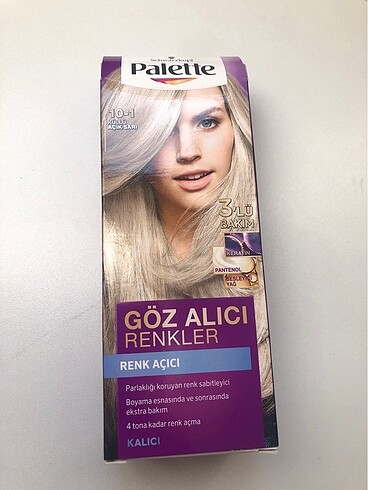 Schwarzkopf
Palette
10-1
KÜLLÜ
AÇIK SARI
3'LÜ
BAKIM
KERATİN
PANTENOL
BESLEYİCİ
YAĞ
GÖZ ALICI
RENKLER
RENK AÇICI
Parlaklığı koruyan renk sabitleyici
Boyama esnasında ve sonrasında
ekstra bakım
4 tona kadar renk açma
KALICI